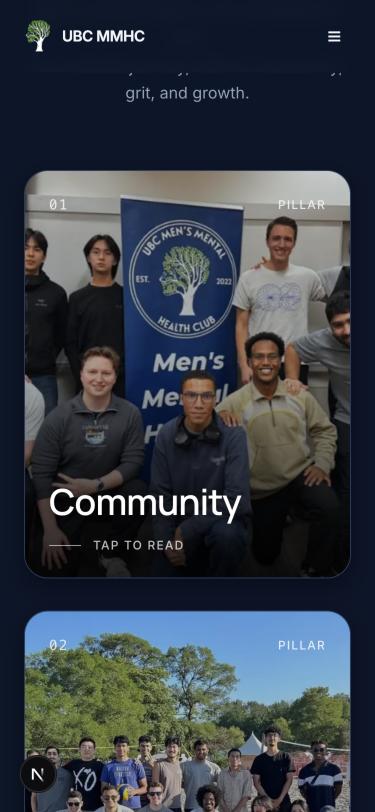 UBC MMHC
grit, and growth.
01
PILLAR
UBC MEN'S MENTAL
EST.
2022
HEALTH CLUB
Men's
Community
TAP TO READ
02
PILLAR
XO
N